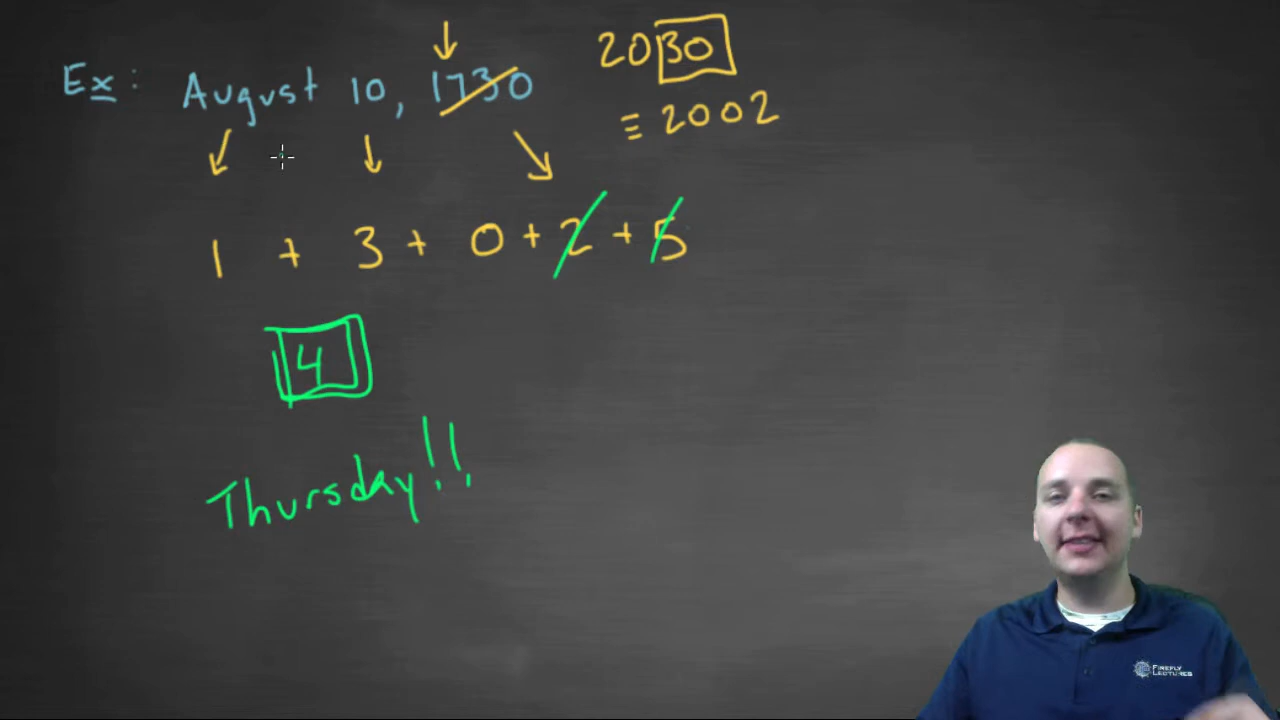 Ex: August 10, 1730
2030
≡ 2002
1 + 3 + 0 + 2 + 5
4
Thursday!!
FIREFLY
LECTURES